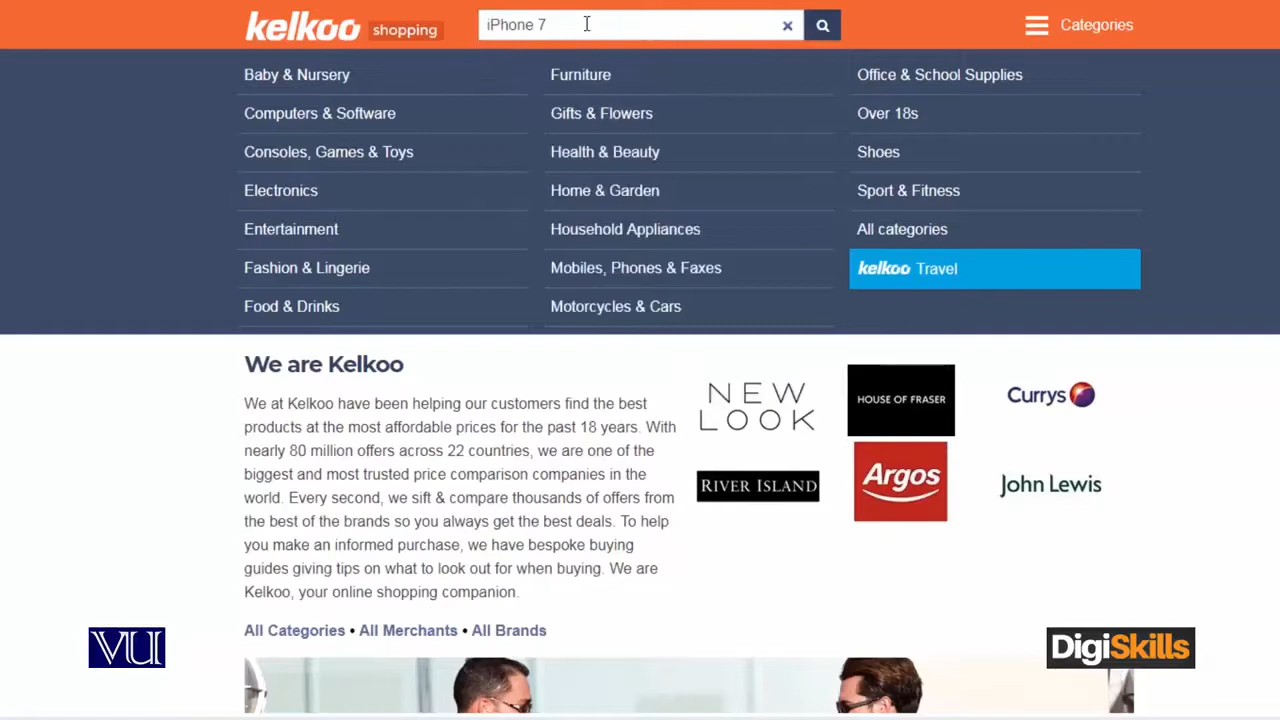 kelkoo shopping
iPhone 7
Categories
Baby & Nursery
Furniture
Office & School Supplies
Computers & Software
Gifts & Flowers
Over 18s
Consoles, Games & Toys
Health & Beauty
Shoes
Electronics
Home & Garden
Sport & Fitness
Entertainment
Household Appliances
All categories
Fashion & Lingerie
Mobiles, Phones & Faxes
kelkoo Travel
Food & Drinks
Motorcycles & Cars
We are Kelkoo
We at Kelkoo have been helping our customers find the best
products at the most affordable prices for the past 18 years. With
nearly 80 million offers across 22 countries, we are one of the
biggest and most trusted price comparison companies in the
world. Every second, we sift & compare thousands of offers from
the best of the brands so you always get the best deals. To help
you make an informed purchase, we have bespoke buying
guides giving tips on what to look out for when buying. We are
Kelkoo, your online shopping companion.
NEW
LOOK
HOUSE OF FRASER
Currys
RIVER ISLAND
Argos
John Lewis
All Categories • All Merchants • All Brands
VU
DigiSkills